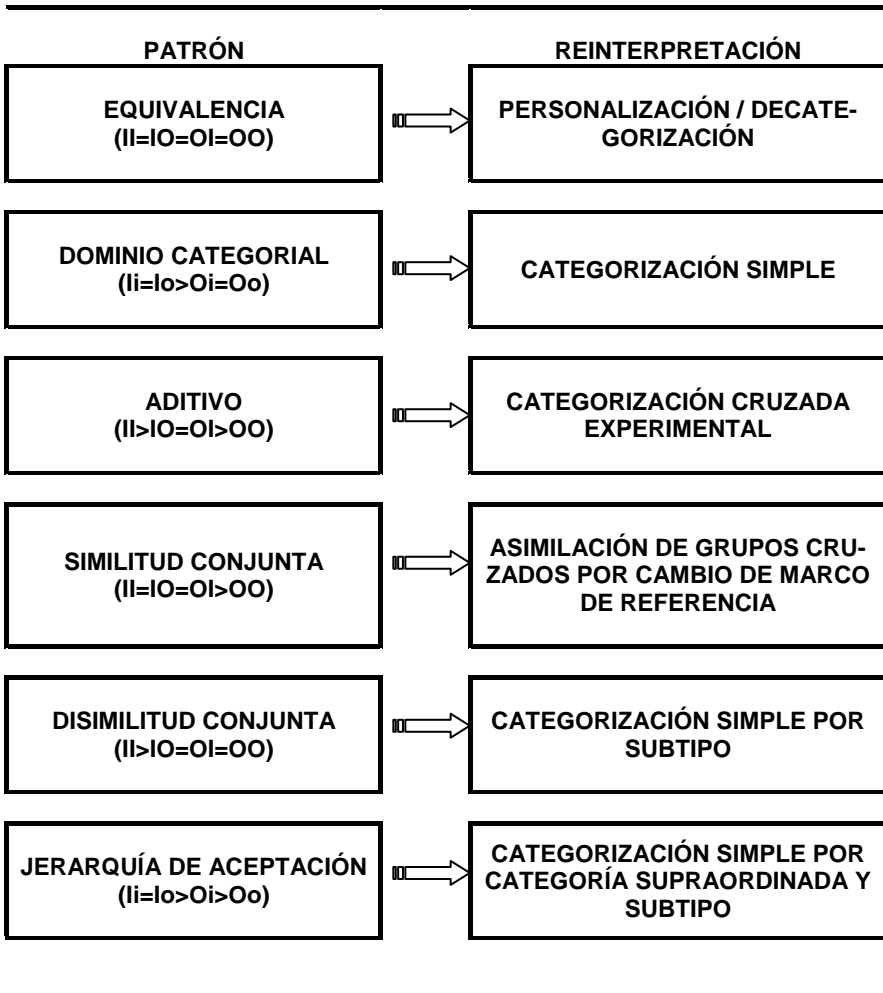 PATRÓN REINTERPRETACIÓN
EQUIVALENCIA
(II=IO=OI=OO)
PERSONALIZACIÓN / DECATE-
GORIZACIÓN
DOMINIO CATEGORIAL
(Ii=Io>Oi=Oo)
CATEGORIZACIÓN SIMPLE
ADITIVO
(II>IO=OI>OO)
CATEGORIZACIÓN CRUZADA
EXPERIMENTAL
SIMILITUD CONJUNTA
(II=IO=OI>OO)
ASIMILACIÓN DE GRUPOS CRU-
ZADOS POR CAMBIO DE MARCO
DE REFERENCIA
DISIMILITUD CONJUNTA
(II>IO=OI=OO)
CATEGORIZACIÓN SIMPLE POR
SUBTIPO
JERARQUÍA DE ACEPTACIÓN
(Ii=Io>Oi>Oo)
CATEGORIZACIÓN SIMPLE POR
CATEGORÍA SUPRAORDINADA Y
SUBTIPO